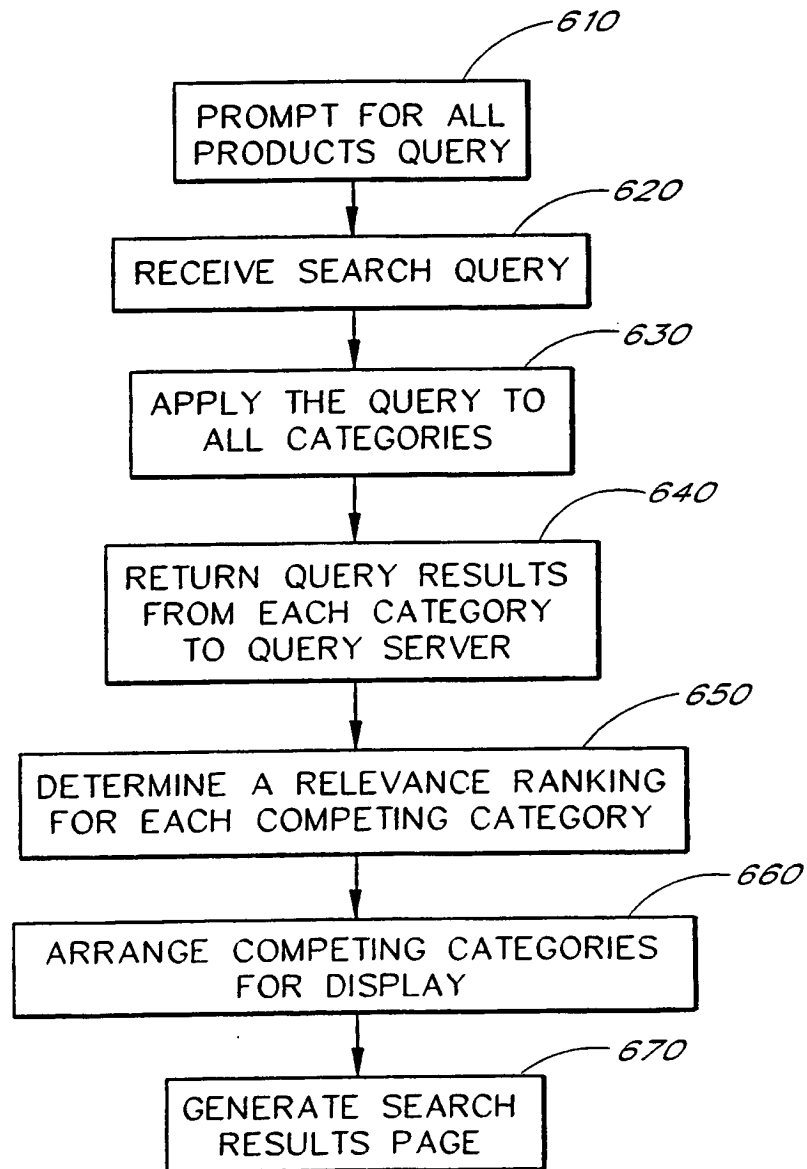 610
PROMPT FOR ALL
PRODUCTS QUERY
620
RECEIVE SEARCH QUERY
630
APPLY THE QUERY TO
ALL CATEGORIES
640
RETURN QUERY RESULTS
FROM EACH CATEGORY
TO QUERY SERVER
650
DETERMINE A RELEVANCE RANKING
FOR EACH COMPETING CATEGORY
660
ARRANGE COMPETING CATEGORIES
FOR DISPLAY
670
GENERATE SEARCH
RESULTS PAGE